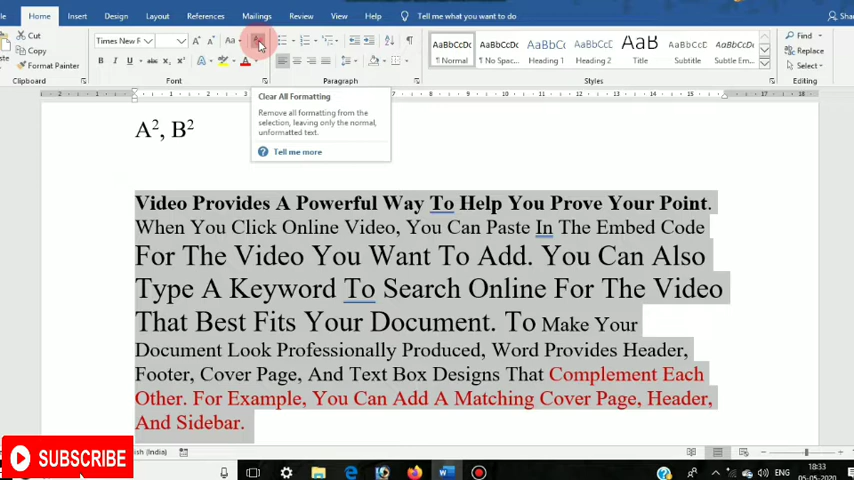 Home Insert Design Layout References Mailings Review View Help Tell me what you want to do
Cut
Copy
Format Painter
Clipboard
Times New F
Aa
Font
Paragraph
AaBbCcDc AaBbCcDc AaBbCc AaBbCcC AaB AaBbCcD AaBbCcDc
¶ Normal ¶ No Spac... Heading 1 Heading 2 Title Subtitle Subtle Em...
Styles
Find
Replace
Select
Editing
Clear All Formatting
Remove all formatting from the
selection, leaving only the normal,
unformatted text.
Tell me more
A², B²
Video Provides A Powerful Way To Help You Prove Your Point.
When You Click Online Video, You Can Paste In The Embed Code
For The Video You Want To Add. You Can Also
Type A Keyword To Search Online For The Video
That Best Fits Your Document. To Make Your
Document Look Professionally Produced, Word Provides Header,
Footer, Cover Page, And Text Box Designs That Complement Each
Other. For Example, You Can Add A Matching Cover Page, Header,
And Sidebar.
SUBSCRIBE
(India)
100%
ENG
18:33
05-05-2020